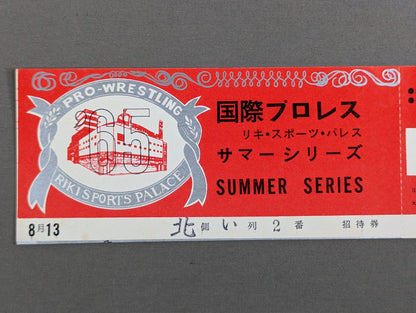 PRO-WRESTLING
65
RIKI SPORTS PALACE
国際プロレス
リキ・スポーツ・パレス
サマーシリーズ
SUMMER SERIES
8月13
北側い列2番 招待券